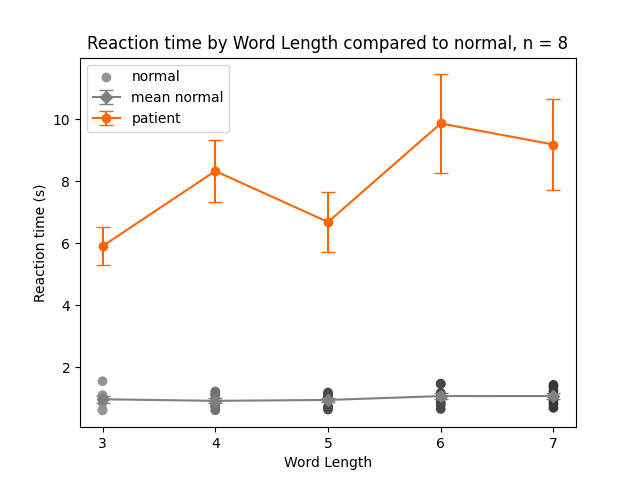 Reaction time by Word Length compared to normal, n = 8
normal
mean normal
patient
Reaction time (s)
10
8
6
4
2
3 4 5 6 7
Word Length